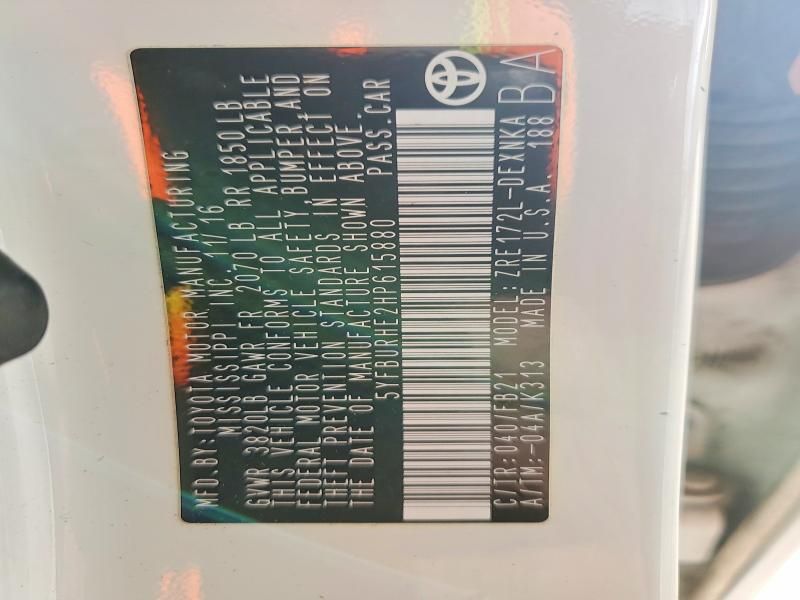 MFD.BY:TOYOTA MOTOR MANUFACTURING
MISSISSIPPI INC. 11/16
GVWR 3820LB GAWR FR 2070 LB RR 1850LB
THIS VEHICLE CONFORMS TO ALL APPLICABLE
FEDERAL MOTOR VEHICLE SAFETY, BUMPER, AND
THEFT PREVENTION STANDARDS IN EFFECT ON
THE DATE OF MANUFACTURE SHOWN ABOVE.
5YFBURHE2HP615880 PASS.CAR
C/TR:040/FB21 MODEL:ZRE172L-DEXNKA
A/TM:-04A/K313 MADE IN U.S.A. 188 BA